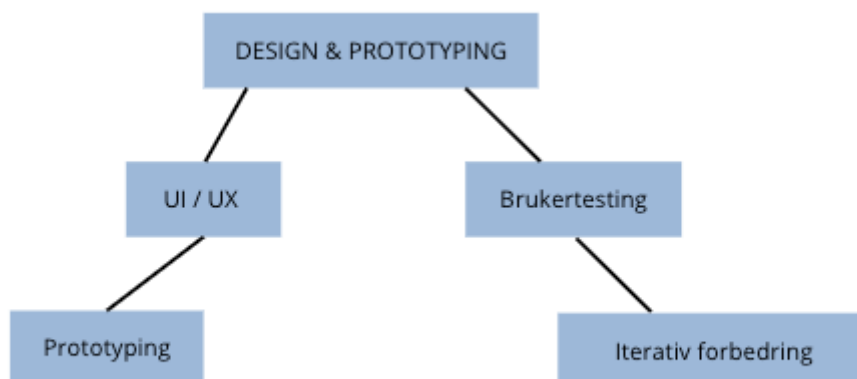 DESIGN & PROTOTYPING
UI / UX
Brukertesting
Prototyping
Iterativ forbedring